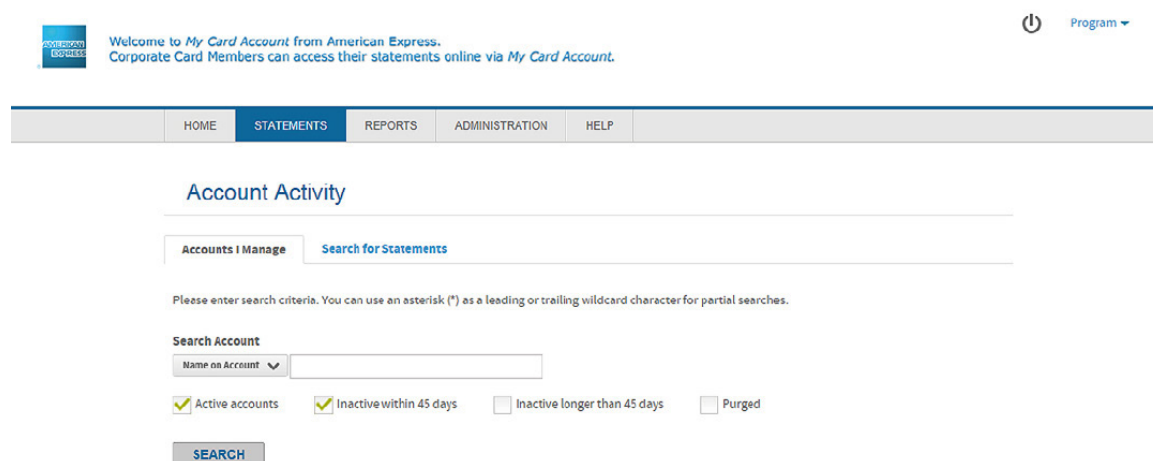 AMERICAN
EXPRESS
Welcome to My Card Account from American Express.
Corporate Card Members can access their statements online via My Card Account.
Program
HOME
STATEMENTS
REPORTS
ADMINISTRATION
HELP
Account Activity
Accounts I Manage
Search for Statements
Please enter search criteria. You can use an asterisk (*) as a leading or trailing wildcard character for partial searches.
Search Account
Name on Account
Active accounts
Inactive within 45 days
Inactive longer than 45 days
Purged
SEARCH